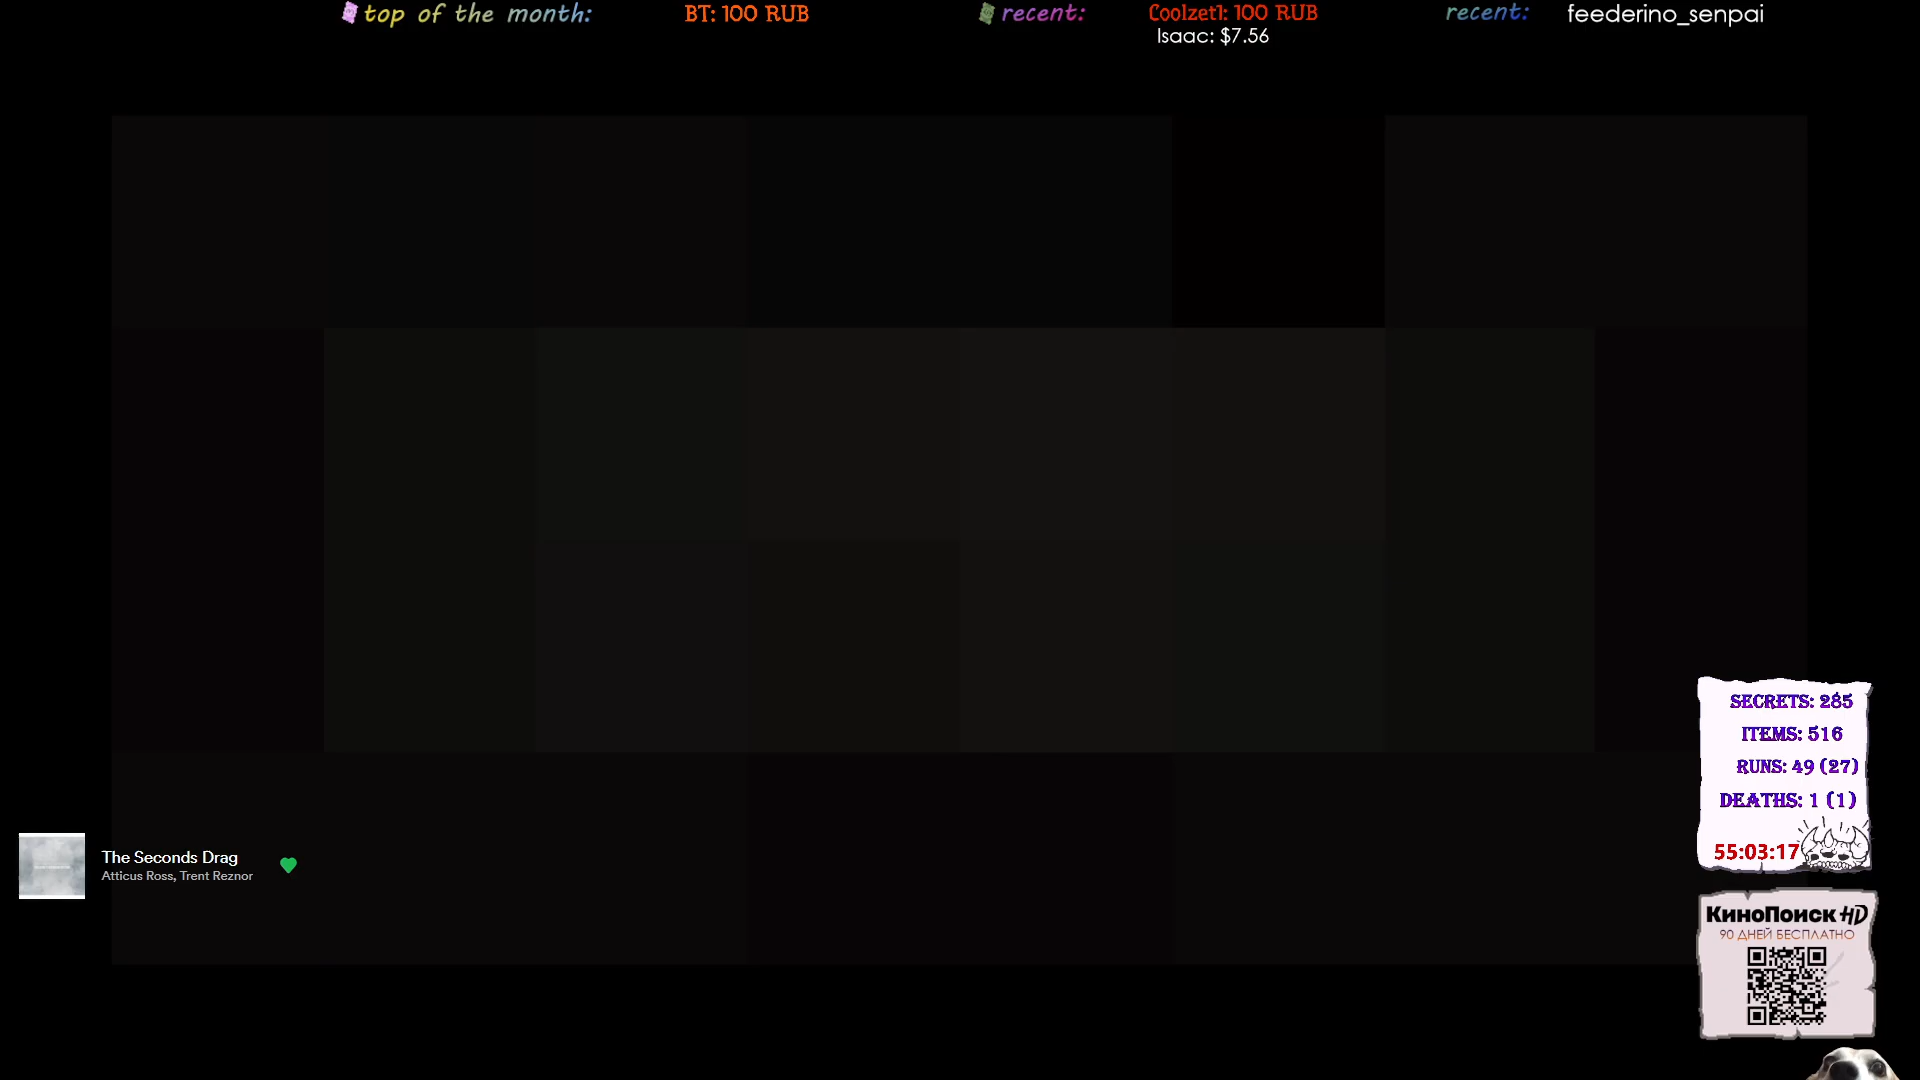 top of the month: BT: 100 RUB recent: Coolzet1: 100 RUB recent: feederino_senpai
Isaac: $7.56
SECRETS: 285
ITEMS: 516
RUNS: 49 (27)
DEATHS: 1 (1)
55:03:17
The Seconds Drag
Atticus Ross, Trent Reznor
КиноПоиск HD
90 ДНЕЙ БЕСПЛАТНО